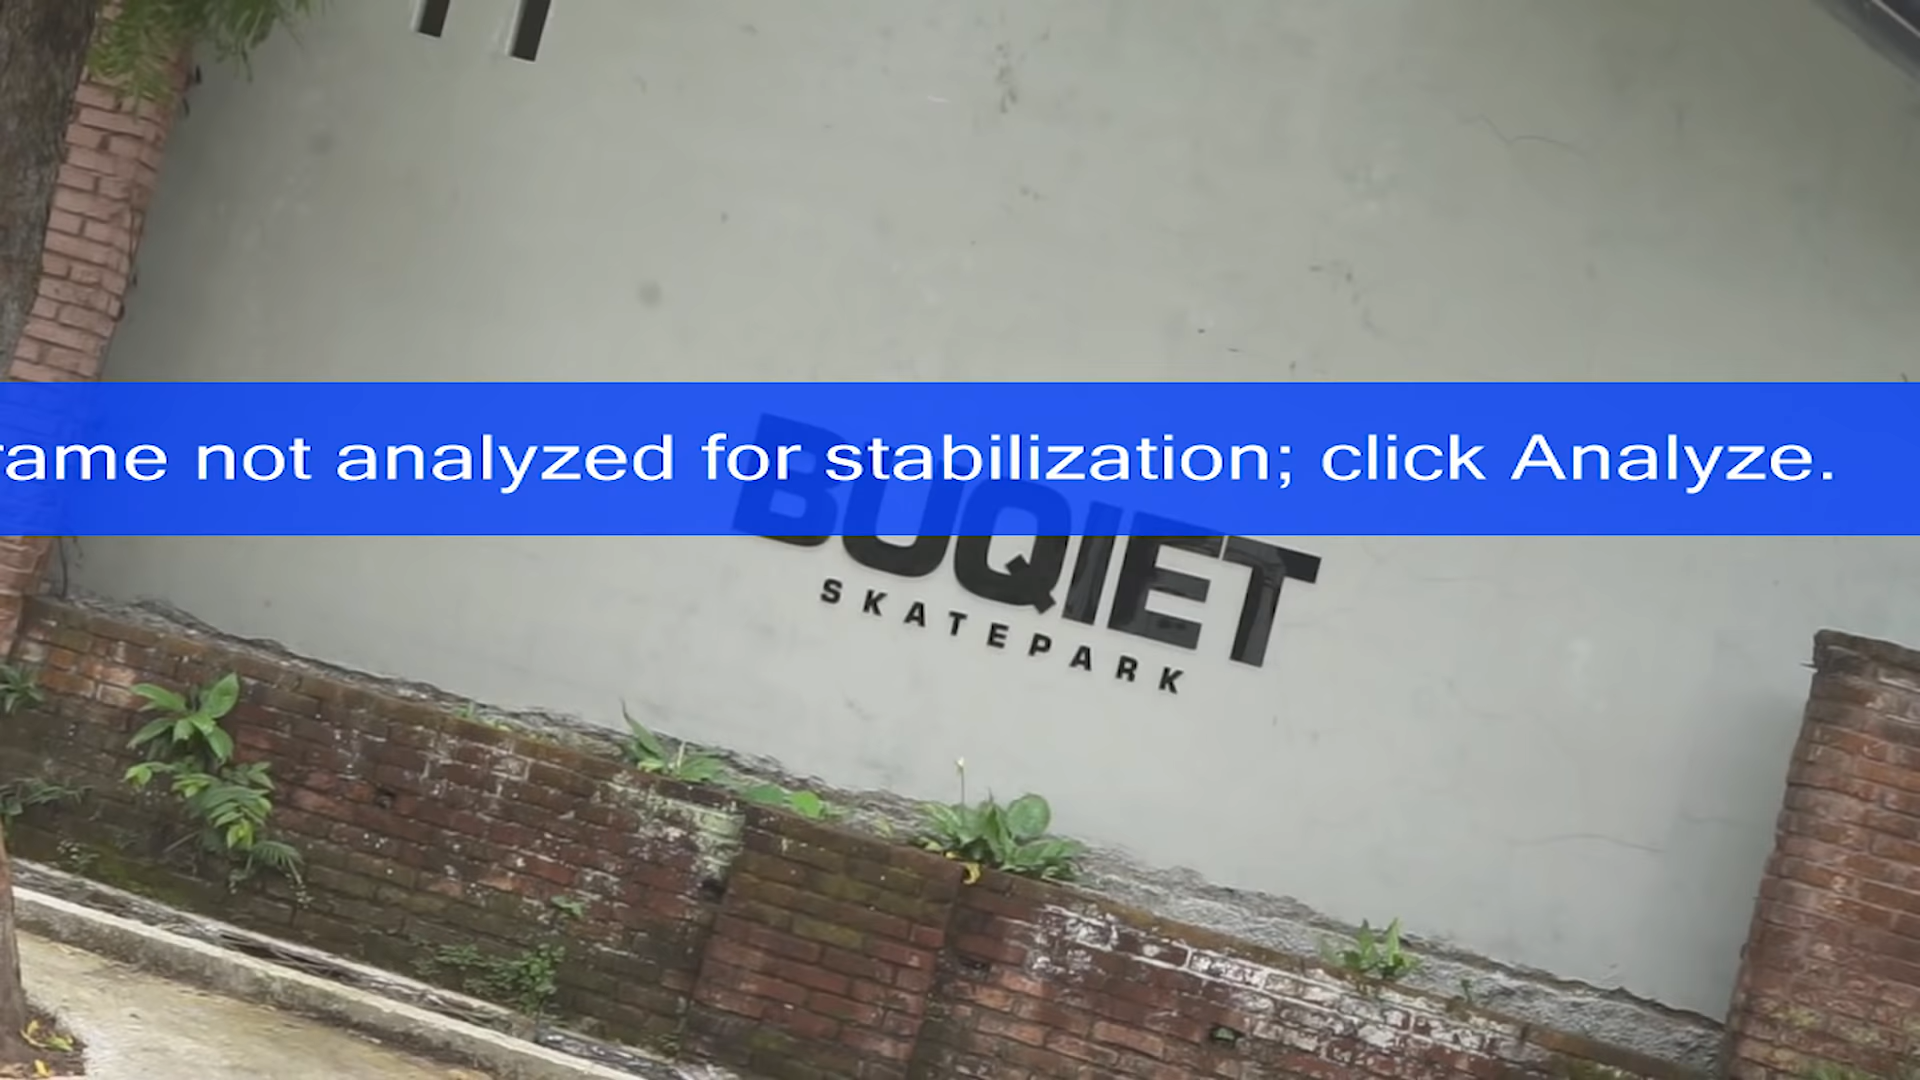 rame not analyzed for stabilization; click Analyze.
BUQIET
SKATEPARK